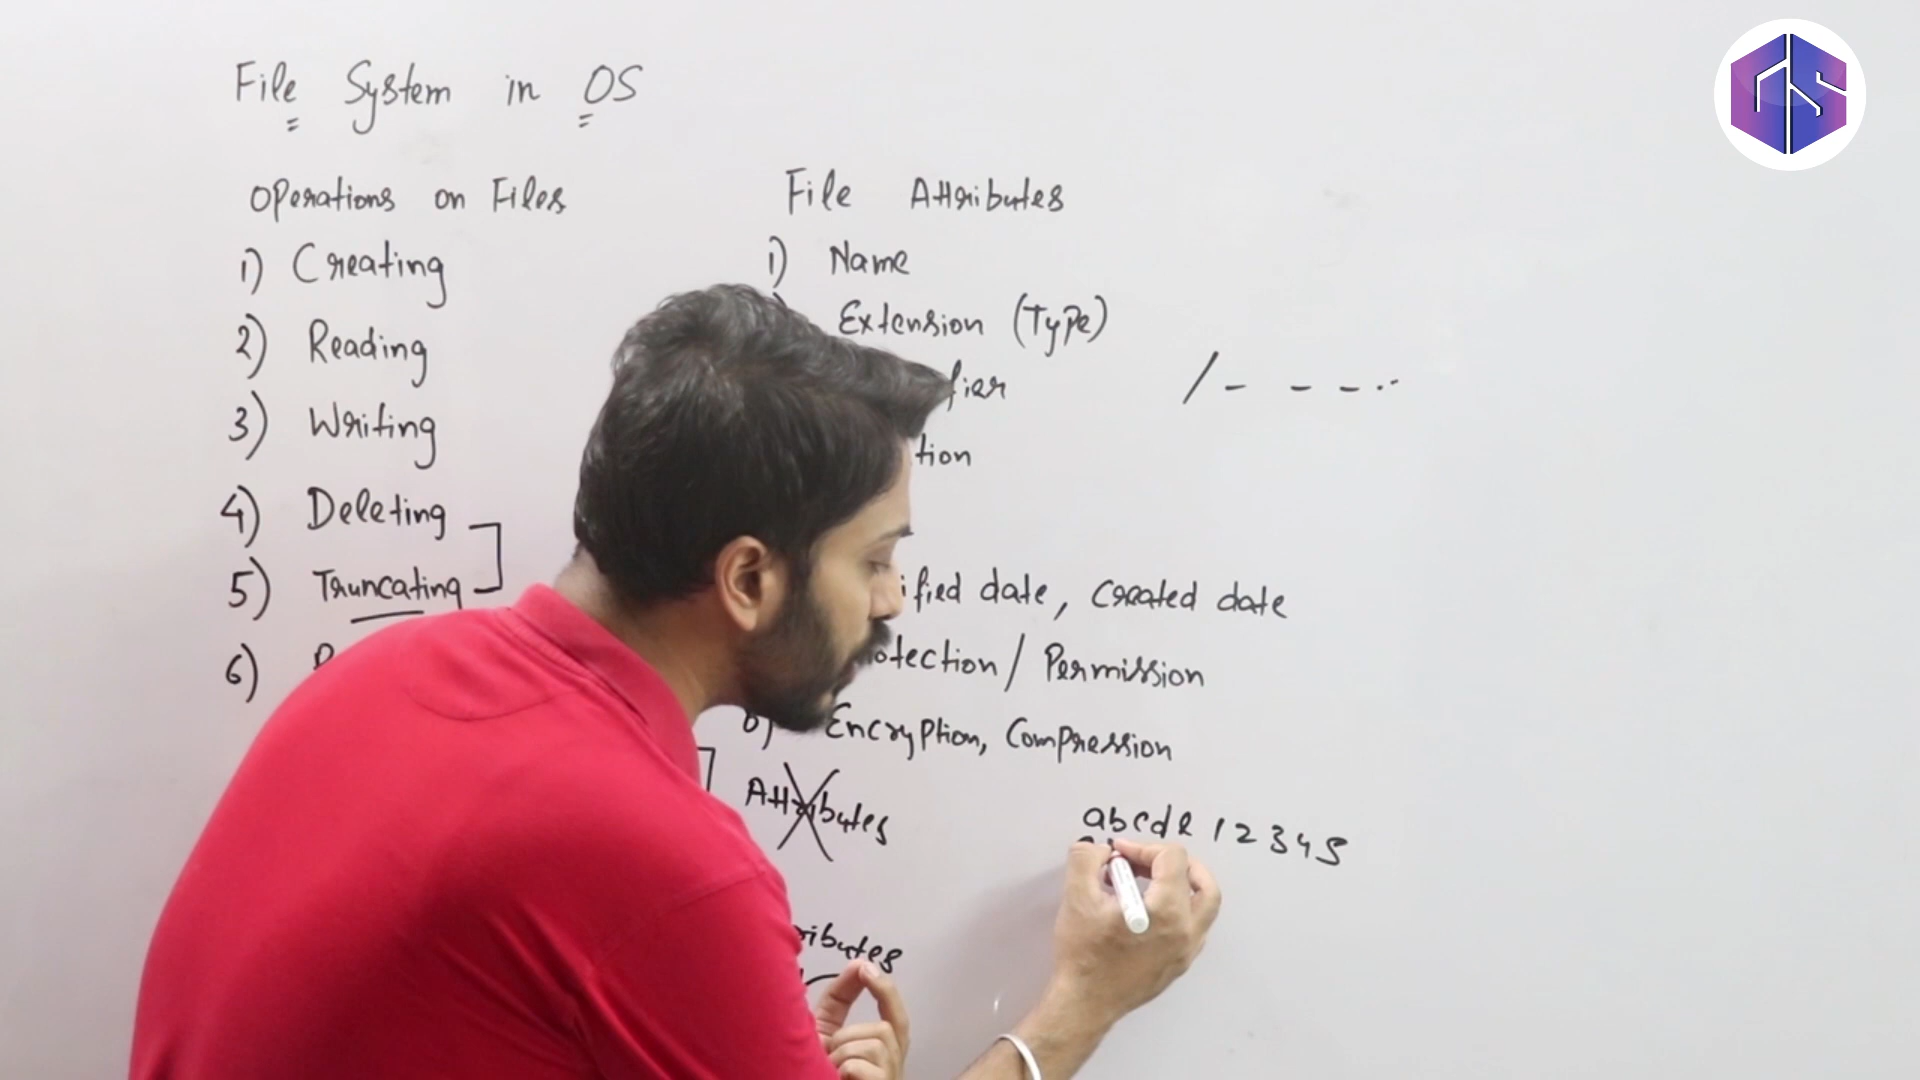 File System in OS
Operations on Files
1) Creating
2) Reading
3) Writing
4) Deleting
5) Truncating
6)
File Attributes
1) Name
Extension (Type)
fier
tion
ified date, Created date
otection / Permission
8) Encryption, Compression
Attributes
ributes
abcde 12345